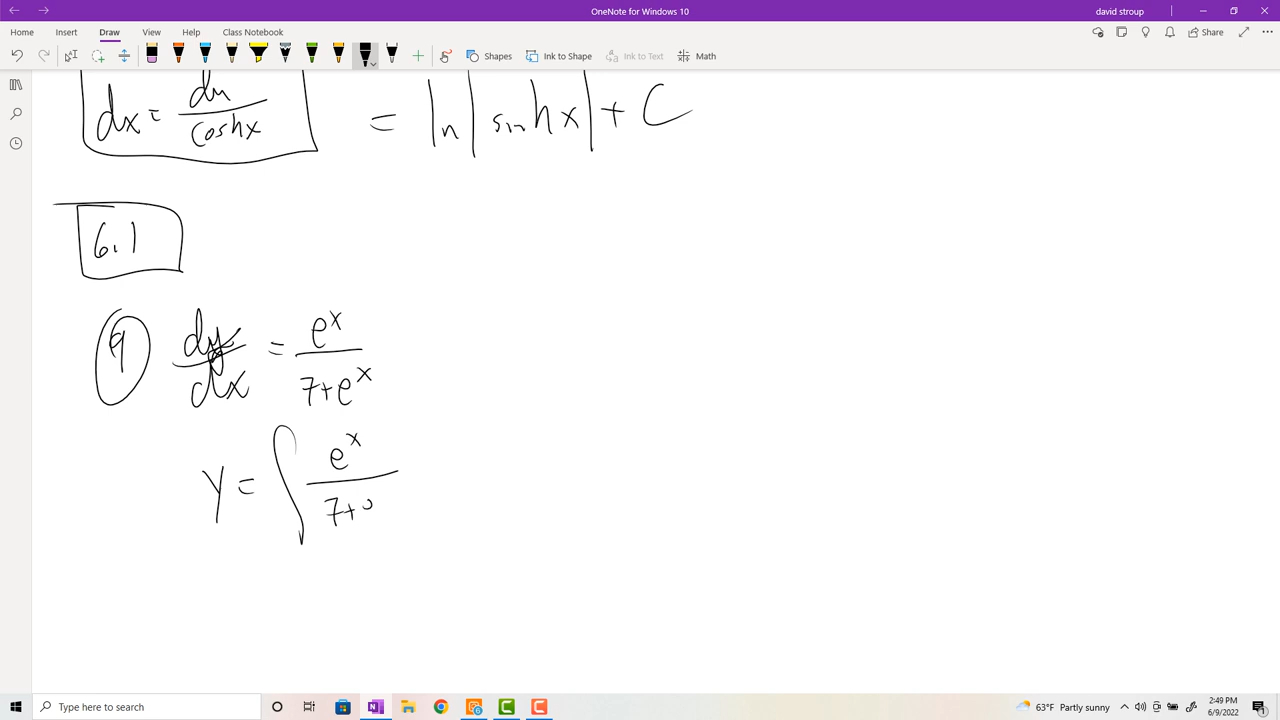 OneNote for Windows 10
david stroup
Home Insert Draw View Help Class Notebook
Share
Shapes Ink to Shape Ink to Text Math
dx = du/coshx = ln|sinhx| + C
6.1
9 dy/dx = e^x/7+e^x
y = ∫ e^x/7+
Type here to search
63°F Partly sunny
2:49 PM
6/9/2022